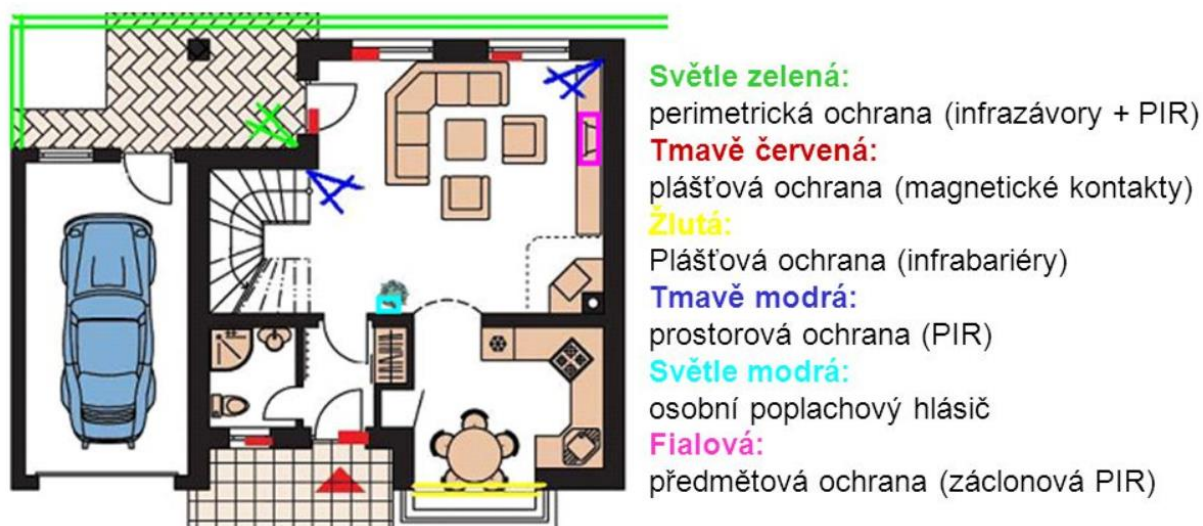 Světle zelená:
perimetrická ochrana (infrazávory + PIR)
Tmavě červená:
plášťová ochrana (magnetické kontakty)
Žlutá:
Plášťová ochrana (infrabariéry)
Tmavě modrá:
prostorová ochrana (PIR)
Světle modrá:
osobní poplachový hlásič
Fialová:
předmětová ochrana (záclonová PIR)